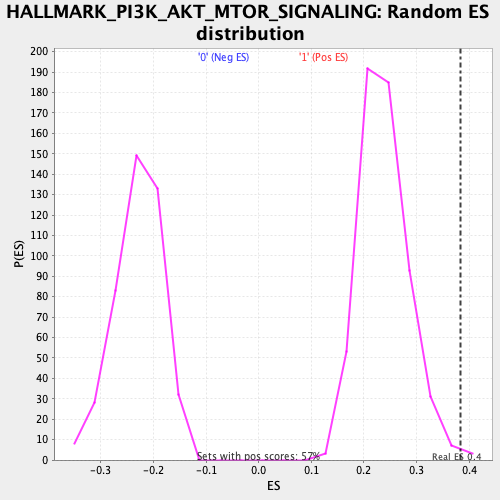 HALLMARK_PI3K_AKT_MTOR_SIGNALING: Random ES
distribution
'0' (Neg ES) '1' (Pos ES)
200
190
180
170
160
150
140
130
120
110
100
90
80
70
60
50
40
30
20
10
0
P(ES)
Sets with pos scores: 57%
Real ES 0.4
-0.3 -0.2 -0.1 0.0 0.1 0.2 0.3 0.4
ES